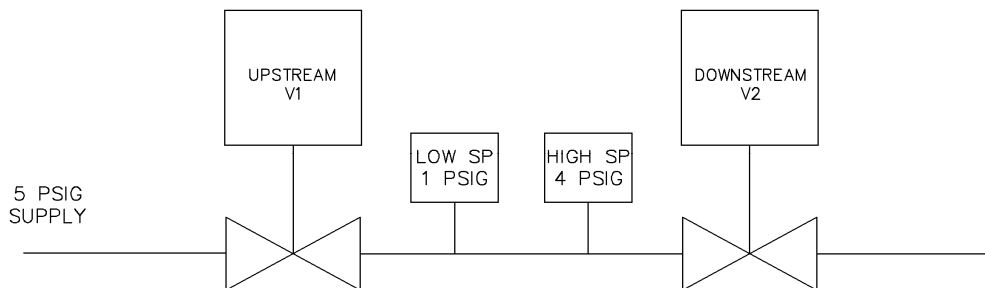 UPSTREAM
V1
DOWNSTREAM
V2
LOW SP
1 PSIG
HIGH SP
4 PSIG
5 PSIG
SUPPLY